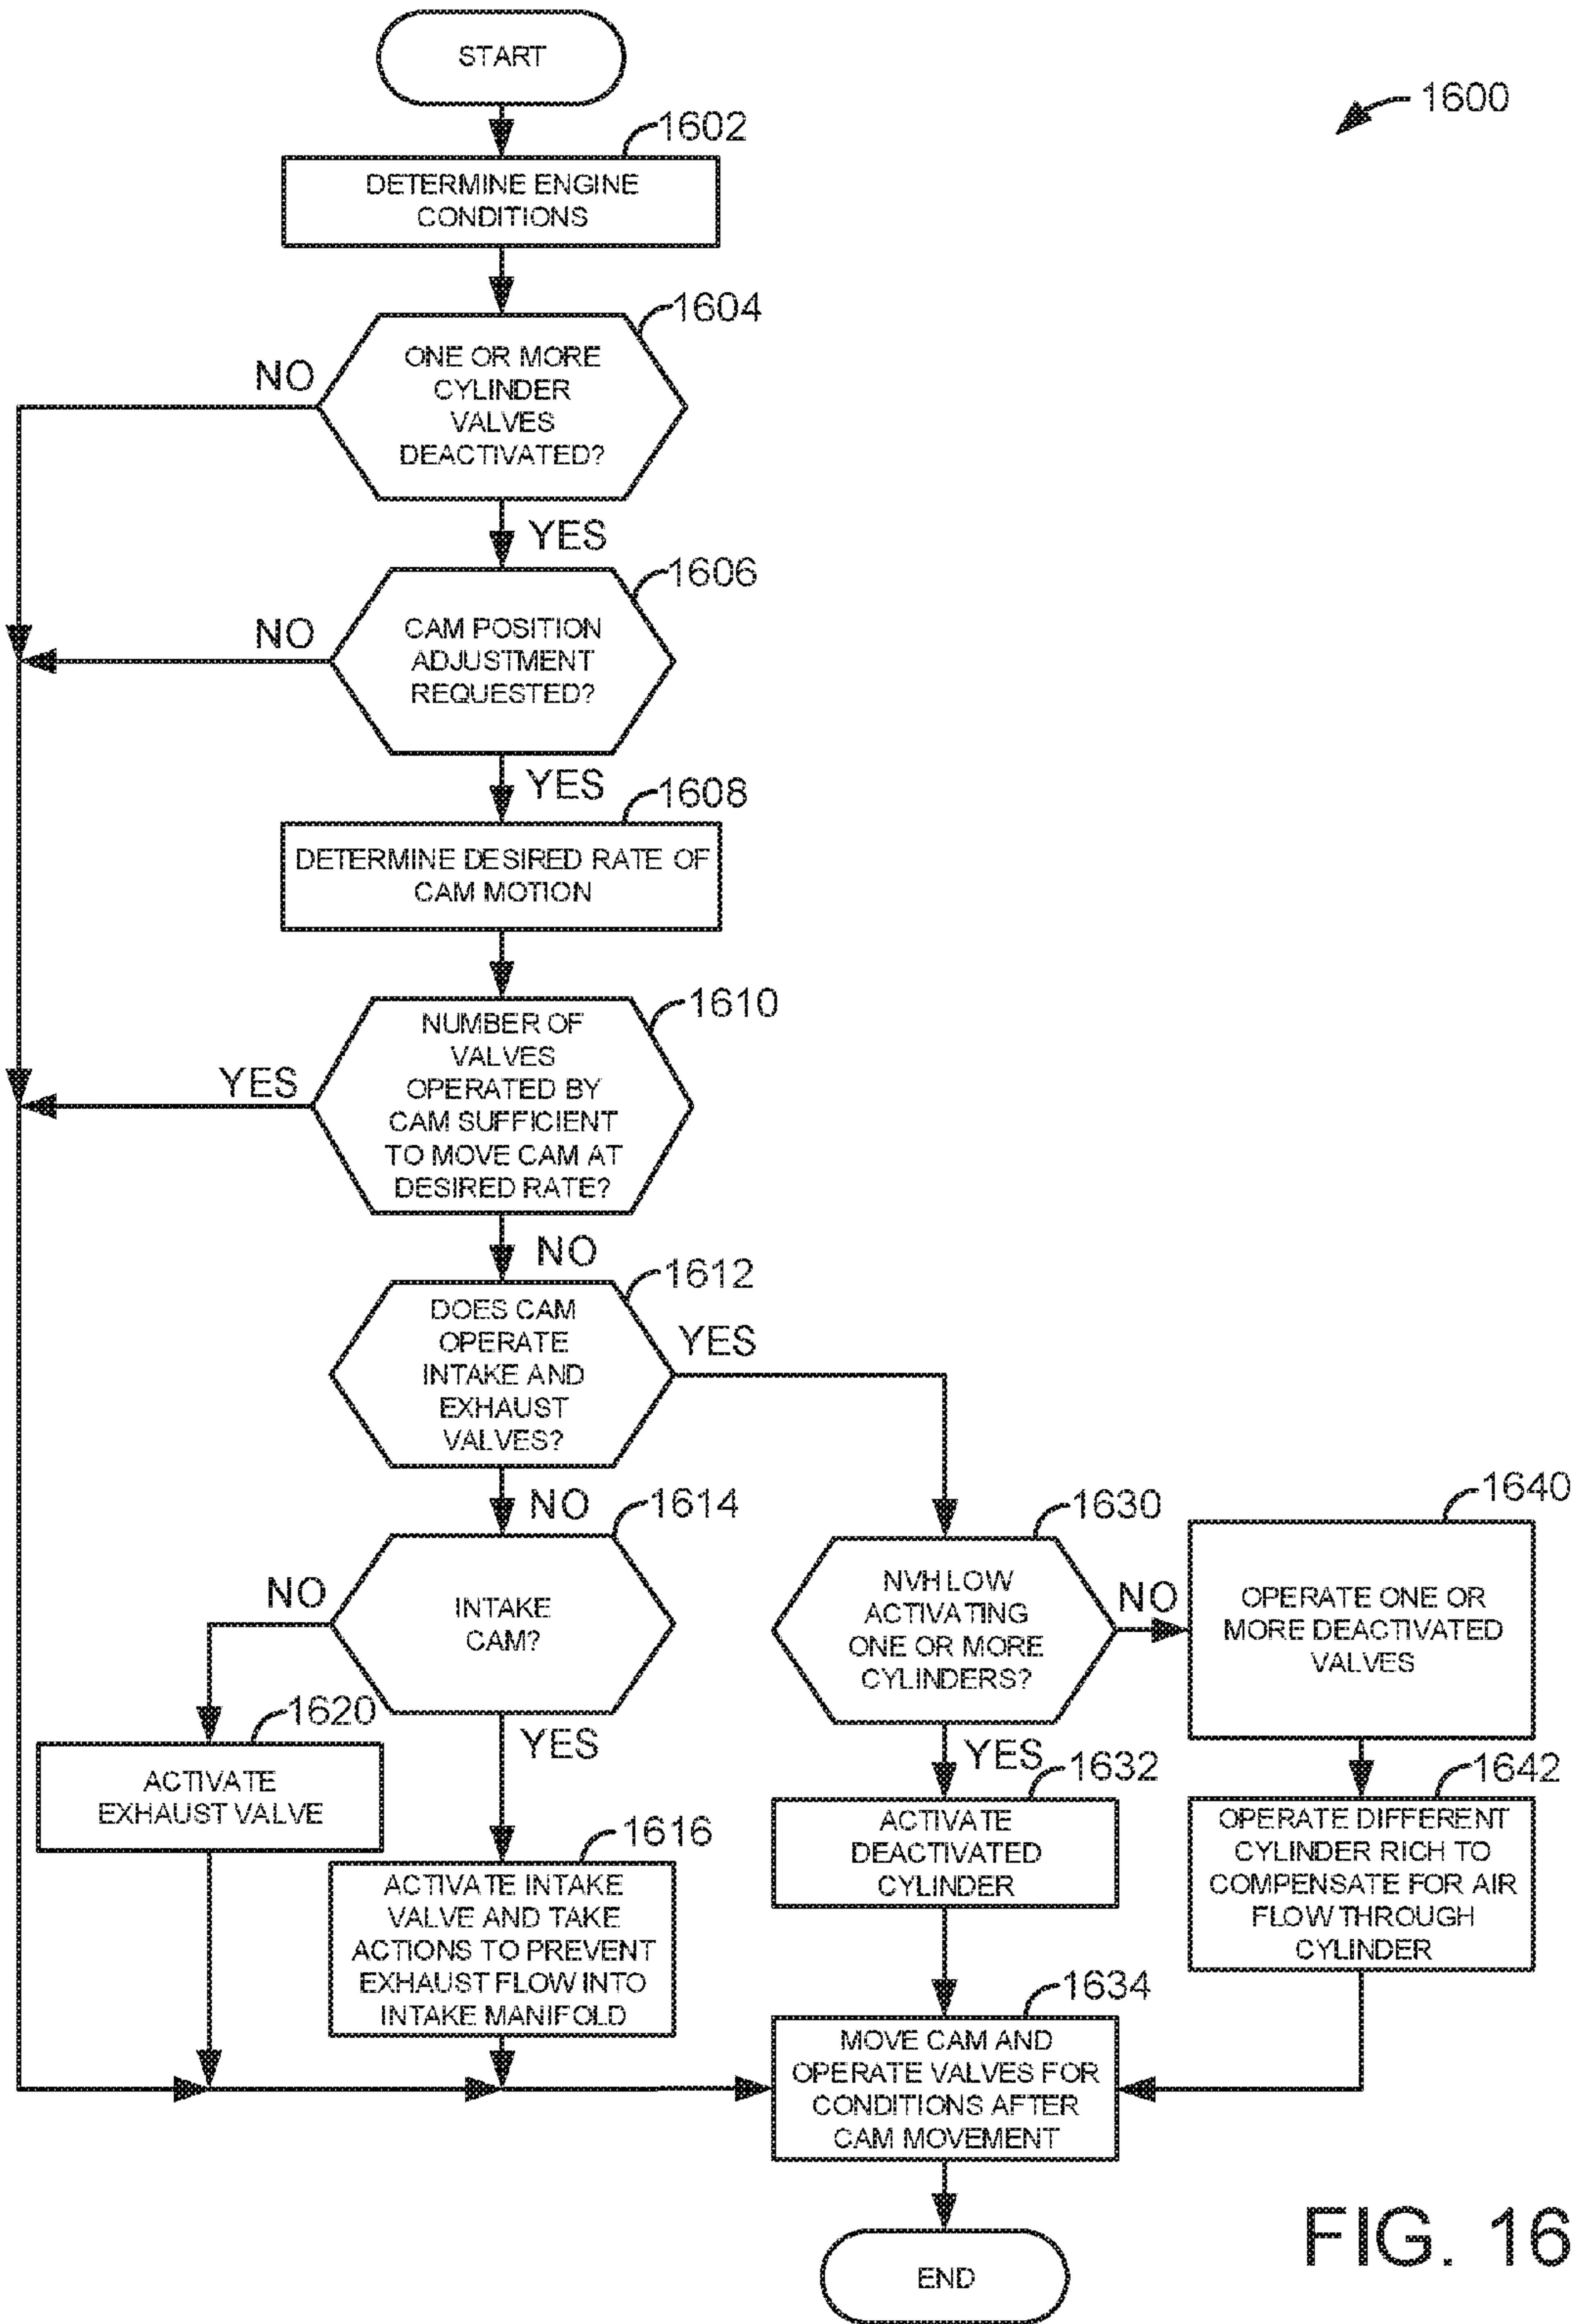 START
1600
1602
DETERMINE ENGINE
CONDITIONS
1604
ONE OR MORE
CYLINDER
VALVES
DEACTIVATED?
NO
YES
1606
CAM POSITION
ADJUSTMENT
REQUESTED?
NO
YES
1608
DETERMINE DESIRED RATE OF
CAM MOTION
1610
NUMBER OF
VALVES
OPERATED BY
CAM SUFFICIENT
TO MOVE CAM AT
DESIRED RATE?
YES
NO
1612
DOES CAM
OPERATE
INTAKE AND
EXHAUST
VALVES?
YES
NO
1614
INTAKE
CAM?
NO
YES
1620
ACTIVATE
EXHAUST VALVE
1616
ACTIVATE INTAKE
VALVE AND TAKE
ACTIONS TO PREVENT
EXHAUST FLOW INTO
INTAKE MANIFOLD
1630
NVH LOW
ACTIVATING
ONE OR MORE
CYLINDERS?
NO
YES
1640
OPERATE ONE OR
MORE DEACTIVATED
VALVES
1632
ACTIVATE
DEACTIVATED
CYLINDER
1642
OPERATE DIFFERENT
CYLINDER RICH TO
COMPENSATE FOR AIR
FLOW THROUGH
CYLINDER
1634
MOVE CAM AND
OPERATE VALVES FOR
CONDITIONS AFTER
CAM MOVEMENT
END
FIG. 16